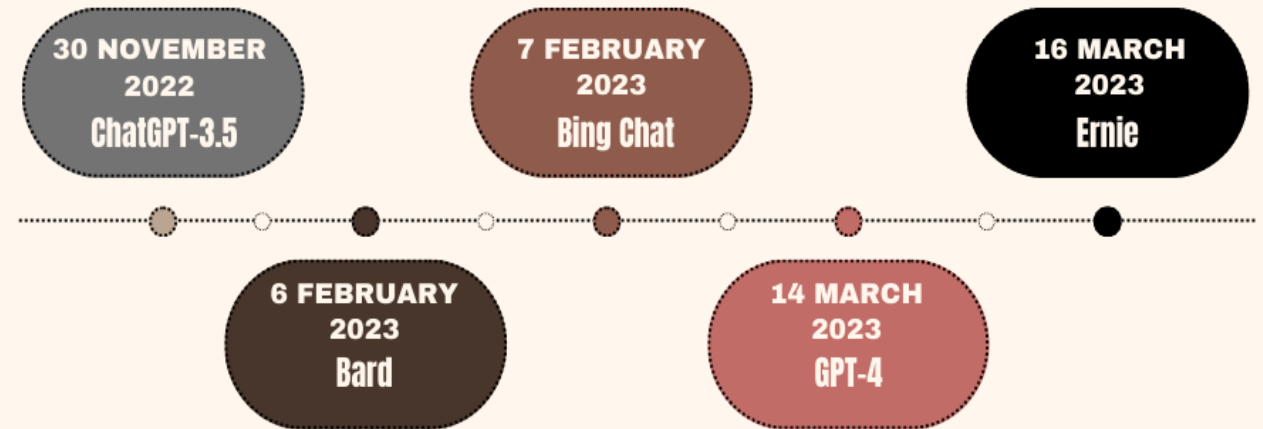 30 NOVEMBER
2022
ChatGPT-3.5
6 FEBRUARY
2023
Bard
7 FEBRUARY
2023
Bing Chat
14 MARCH
2023
GPT-4
16 MARCH
2023
Ernie